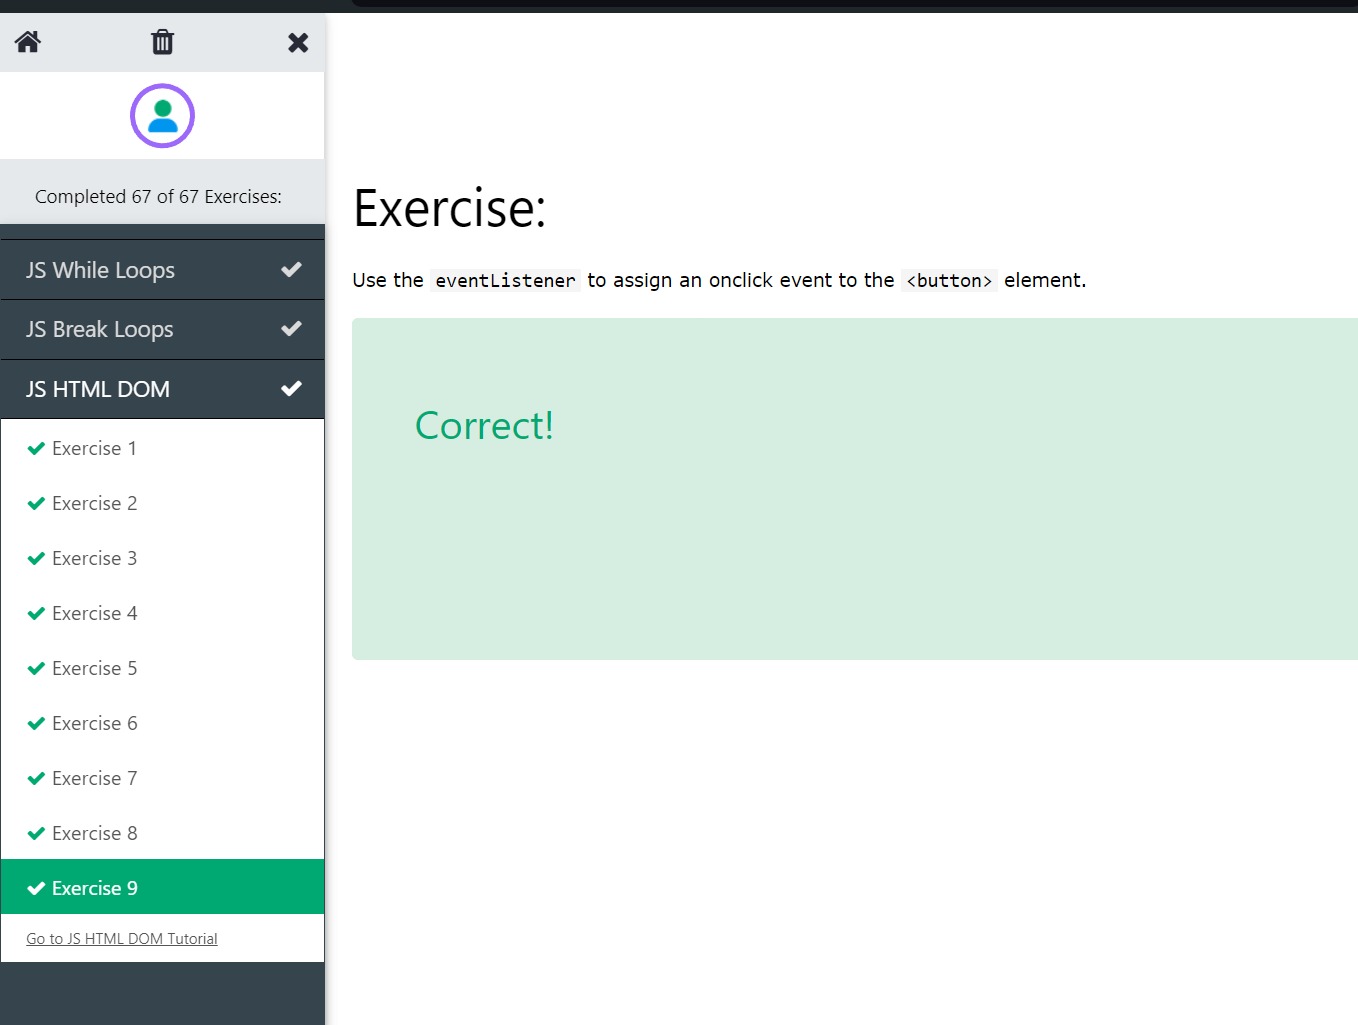 Completed 67 of 67 Exercises:
JS While Loops
JS Break Loops
JS HTML DOM
Exercise 1
Exercise 2
Exercise 3
Exercise 4
Exercise 5
Exercise 6
Exercise 7
Exercise 8
Exercise 9
Go to JS HTML DOM Tutorial
Exercise:
Use the eventListener to assign an onclick event to the <button> element.
Correct!